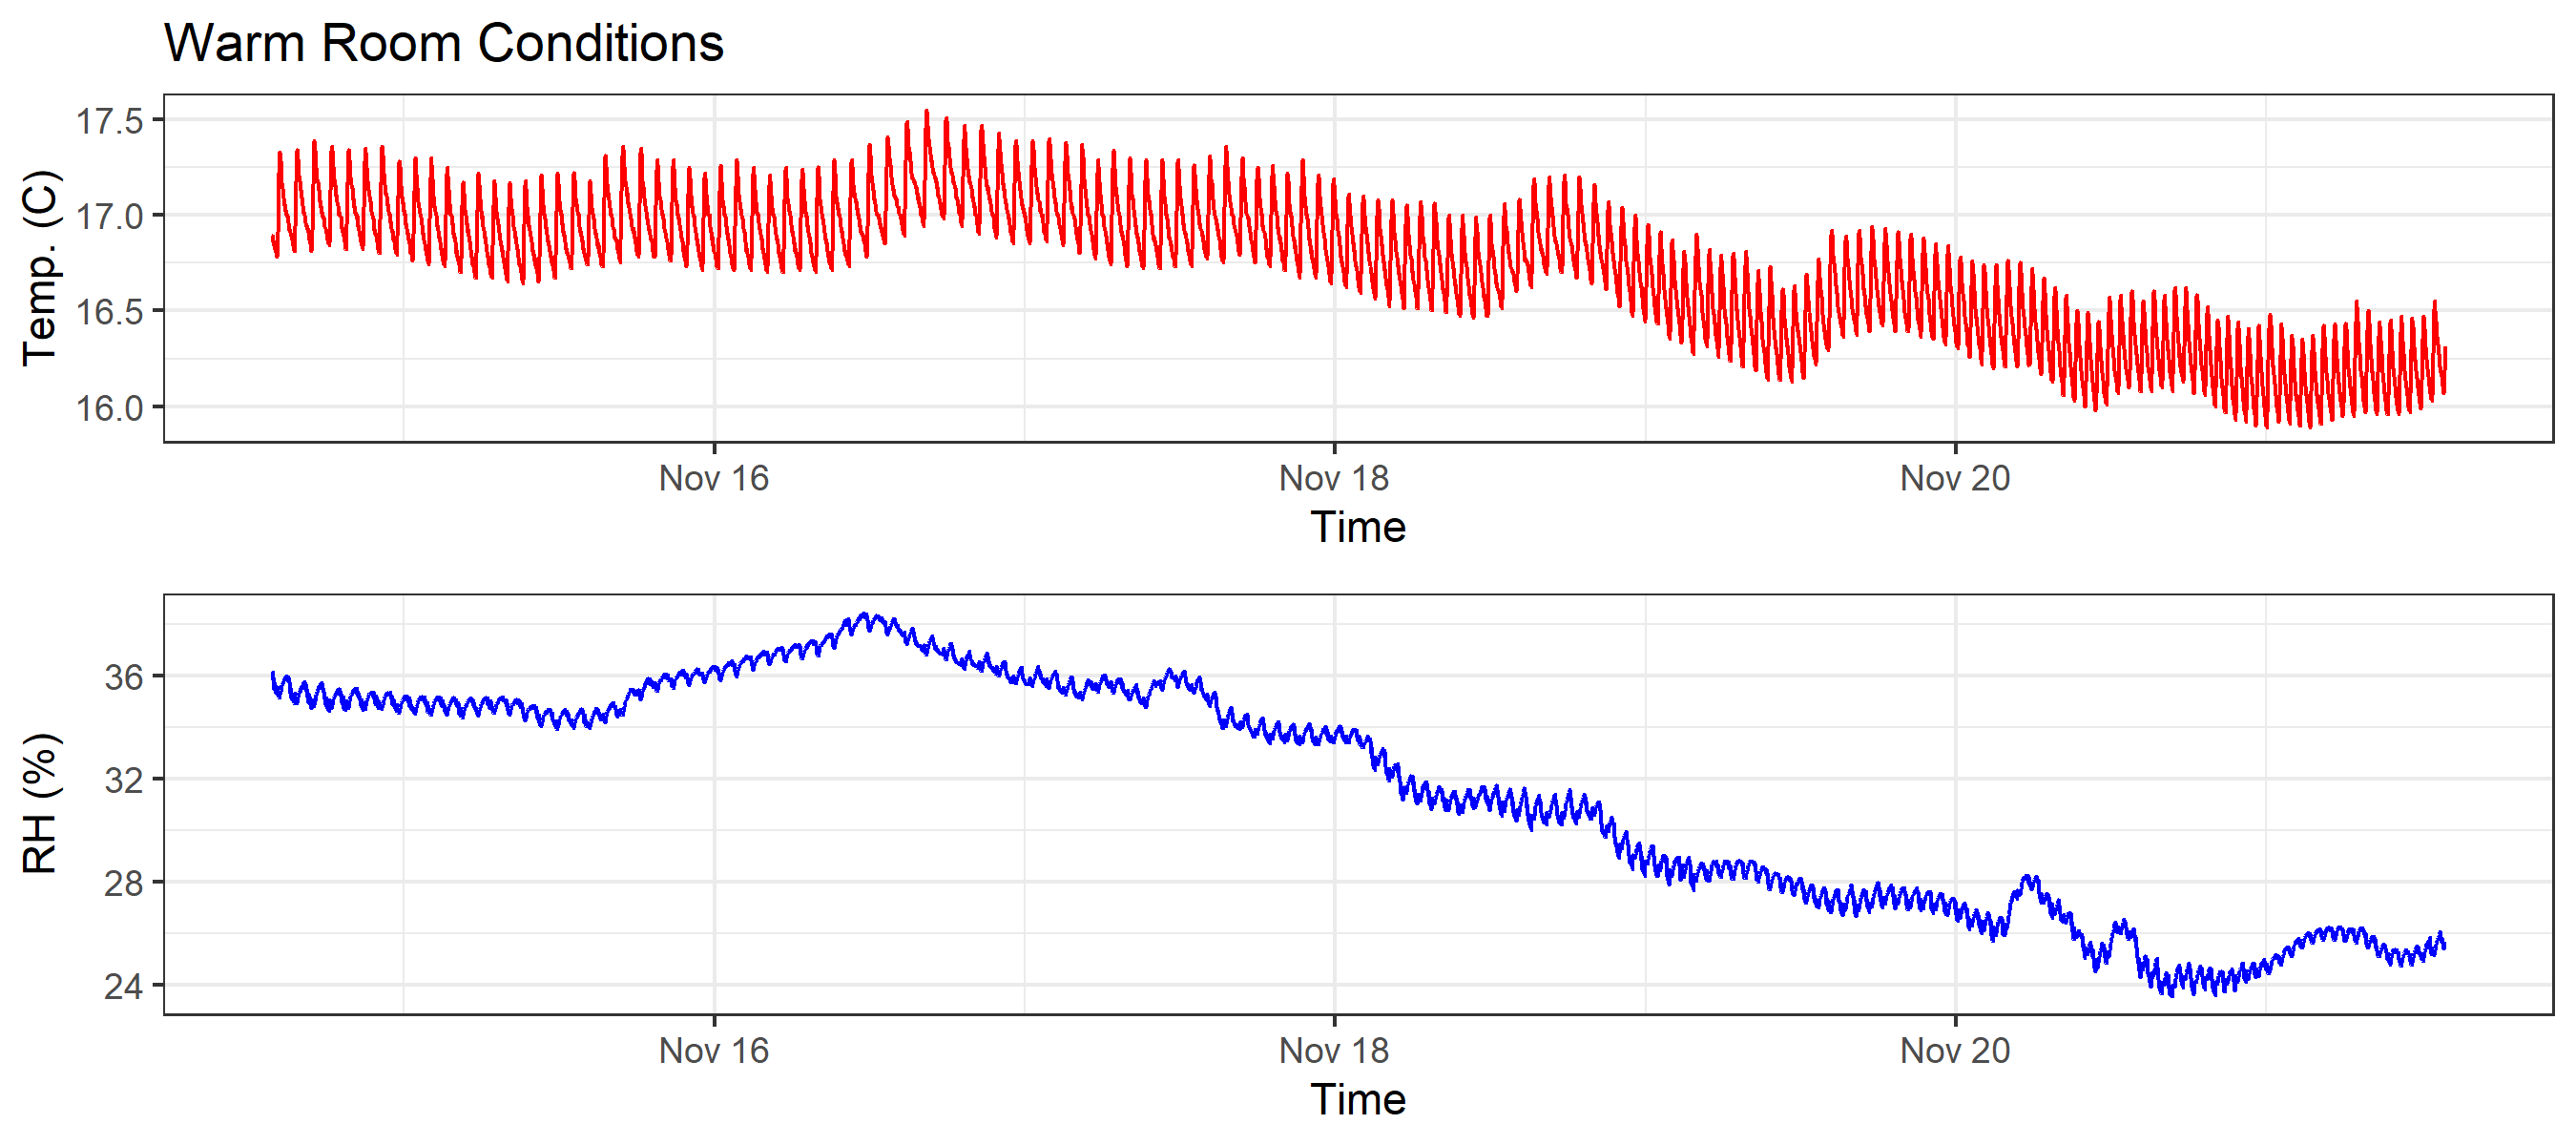 Warm Room Conditions
Temp. (C)
17.5
17.0
16.5
16.0
Nov 16 Nov 18 Nov 20
Time
RH (%)
36
32
28
24
Nov 16 Nov 18 Nov 20
Time